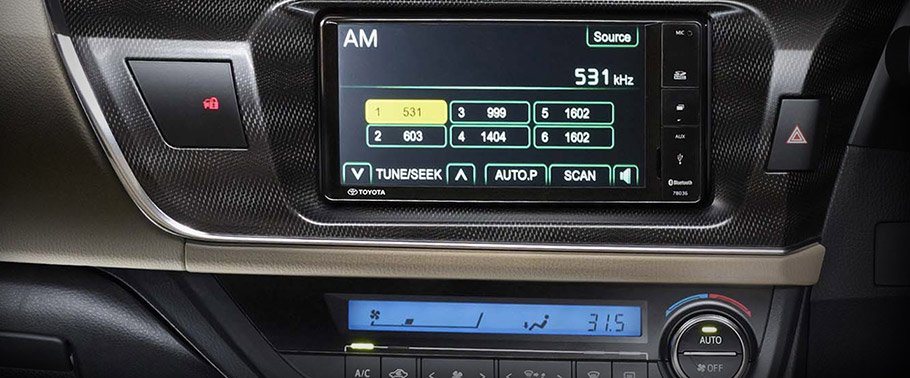 AM
Source
MIC
531 kHz
1 531
3 999
5 1602
2 603
4 1404
6 1602
AUX
TUNE/SEEK
AUTO.P
SCAN
Bluetooth
TOYOTA
78036
31.5
AUTO
OFF
A/C